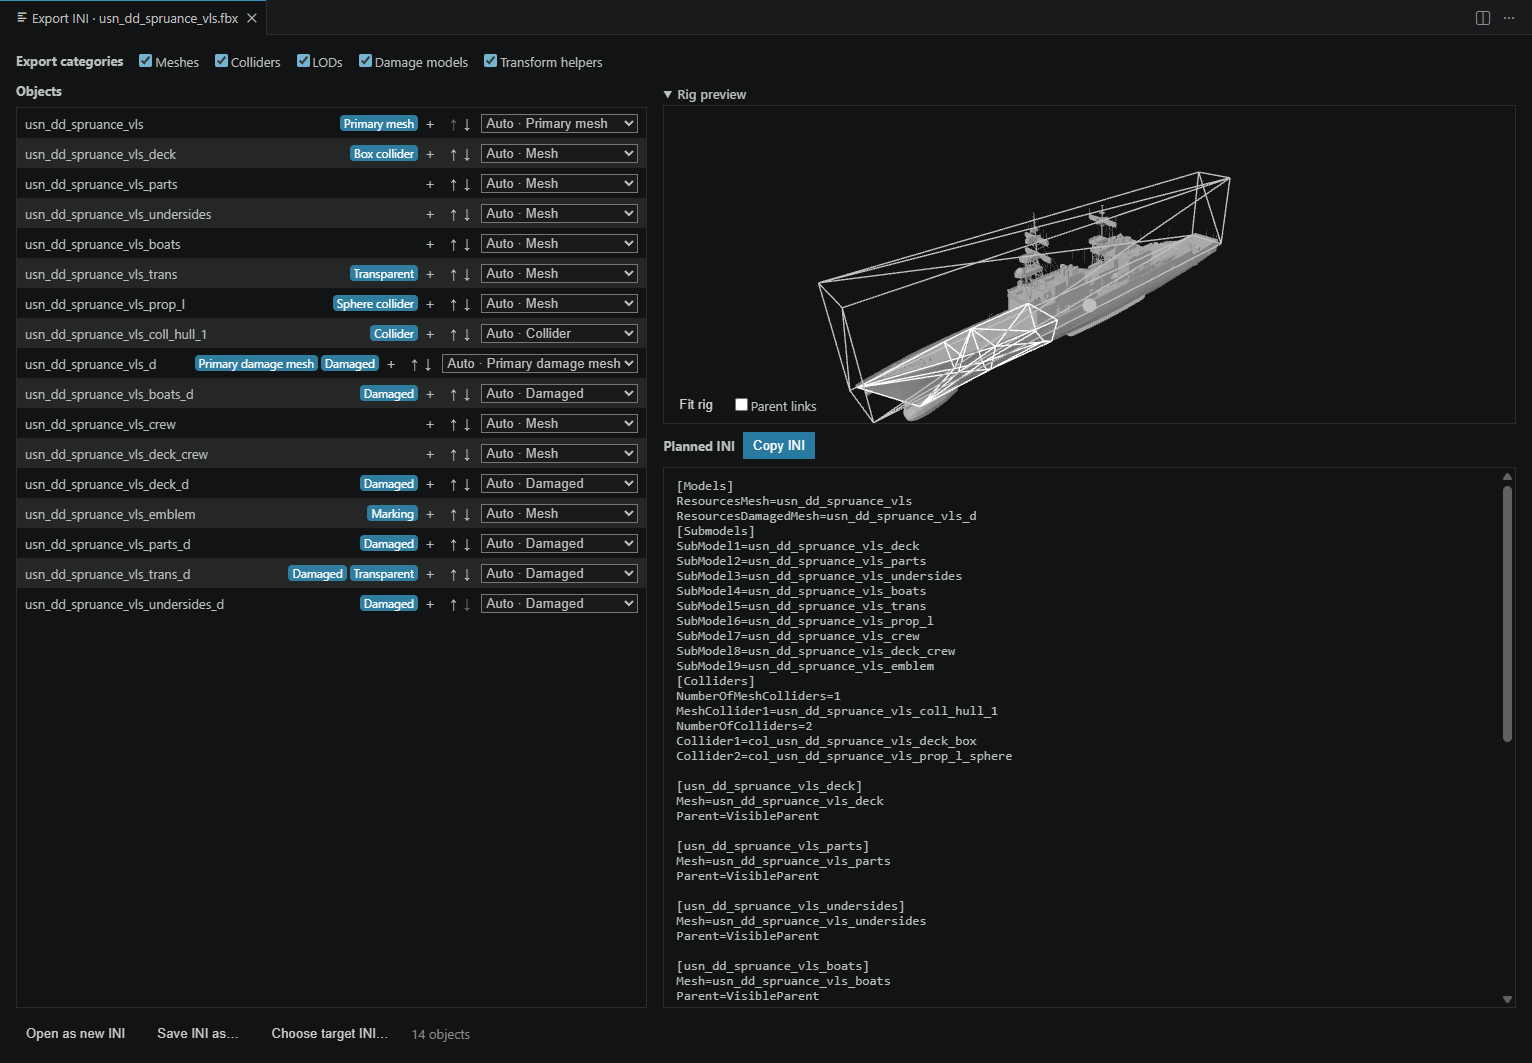 Export INI · usn_dd_spruance_vls.fbx
Export categories Meshes Colliders LODs Damage models Transform helpers
Objects
usn_dd_spruance_vls Primary mesh + ↑ ↓ Auto · Primary mesh
usn_dd_spruance_vls_deck Box collider + ↑ ↓ Auto · Mesh
usn_dd_spruance_vls_parts + ↑ ↓ Auto · Mesh
usn_dd_spruance_vls_undersides + ↑ ↓ Auto · Mesh
usn_dd_spruance_vls_boats + ↑ ↓ Auto · Mesh
usn_dd_spruance_vls_trans Transparent + ↑ ↓ Auto · Mesh
usn_dd_spruance_vls_prop_l Sphere collider + ↑ ↓ Auto · Mesh
usn_dd_spruance_vls_coll_hull_1 Collider + ↑ ↓ Auto · Collider
usn_dd_spruance_vls_d Primary damage mesh Damaged + ↑ ↓ Auto · Primary damage mesh
usn_dd_spruance_vls_boats_d Damaged + ↑ ↓ Auto · Damaged
usn_dd_spruance_vls_crew + ↑ ↓ Auto · Mesh
usn_dd_spruance_vls_deck_crew + ↑ ↓ Auto · Mesh
usn_dd_spruance_vls_deck_d Damaged + ↑ ↓ Auto · Damaged
usn_dd_spruance_vls_emblem Marking + ↑ ↓ Auto · Mesh
usn_dd_spruance_vls_parts_d Damaged + ↑ ↓ Auto · Damaged
usn_dd_spruance_vls_trans_d Damaged Transparent + ↑ ↓ Auto · Damaged
usn_dd_spruance_vls_undersides_d Damaged + ↑ ↓ Auto · Damaged
Rig preview
Fit rig Parent links
Planned INI Copy INI
[Models]
ResourcesMesh=usn_dd_spruance_vls
ResourcesDamagedMesh=usn_dd_spruance_vls_d
[Submodels]
SubModel1=usn_dd_spruance_vls_deck
SubModel2=usn_dd_spruance_vls_parts
SubModel3=usn_dd_spruance_vls_undersides
SubModel4=usn_dd_spruance_vls_boats
SubModel5=usn_dd_spruance_vls_trans
SubModel6=usn_dd_spruance_vls_prop_l
SubModel7=usn_dd_spruance_vls_crew
SubModel8=usn_dd_spruance_vls_deck_crew
SubModel9=usn_dd_spruance_vls_emblem
[Colliders]
NumberOfMeshColliders=1
MeshCollider1=usn_dd_spruance_vls_coll_hull_1
NumberOfColliders=2
Collider1=col_usn_dd_spruance_vls_deck_box
Collider2=col_usn_dd_spruance_vls_prop_l_sphere
[usn_dd_spruance_vls_deck]
Mesh=usn_dd_spruance_vls_deck
Parent=VisibleParent
[usn_dd_spruance_vls_parts]
Mesh=usn_dd_spruance_vls_parts
Parent=VisibleParent
[usn_dd_spruance_vls_undersides]
Mesh=usn_dd_spruance_vls_undersides
Parent=VisibleParent
[usn_dd_spruance_vls_boats]
Mesh=usn_dd_spruance_vls_boats
Parent=VisibleParent
Open as new INI Save INI as... Choose target INI... 14 objects